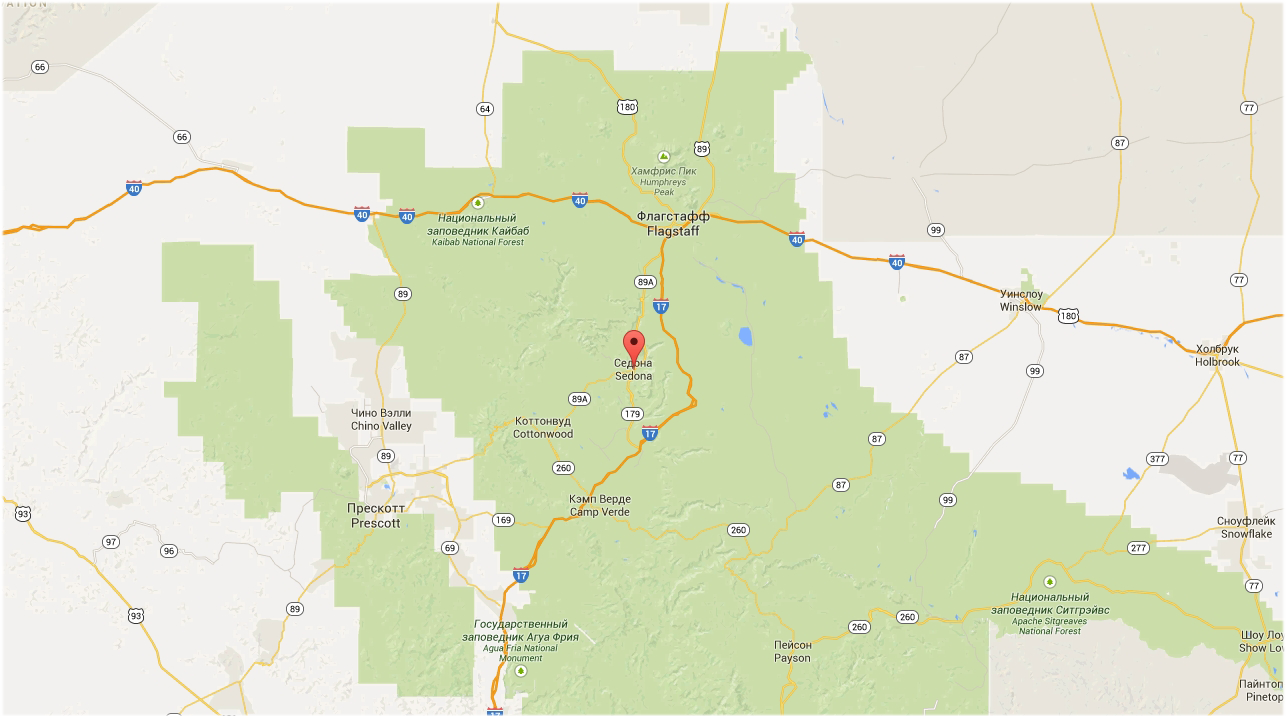 ATION
66
64
180
77
66
89
87
Хамфрис Пик
Humphreys
Peak
40
40
40
40
Национальный
заповедник Кайбаб
Kaibab National Forest
Флагстафф
Flagstaff
99
40
40
89A
77
89
17
Уинслоу
Winslow
180
Седона
Sedona
87
99
Холбрук
Holbrook
89A
179
Чино Вэлли
Chino Valley
Коттонвуд
Cottonwood
17
87
89
260
377
77
87
99
Кэмп Верде
Camp Verde
Прескотт
Prescott
93
169
260
Сноуфлейк
Snowflake
97
96
69
277
17
77
Национальный
заповедник Ситгрэйвс
Apache Sitgreaves
National Forest
93
89
260
260
Государственный
заповедник Агуа Фрия
Agua Fria National
Monument
Пейсон
Payson
Шоу Ло
Show Lo
Пайнтоп
Pinetop
17